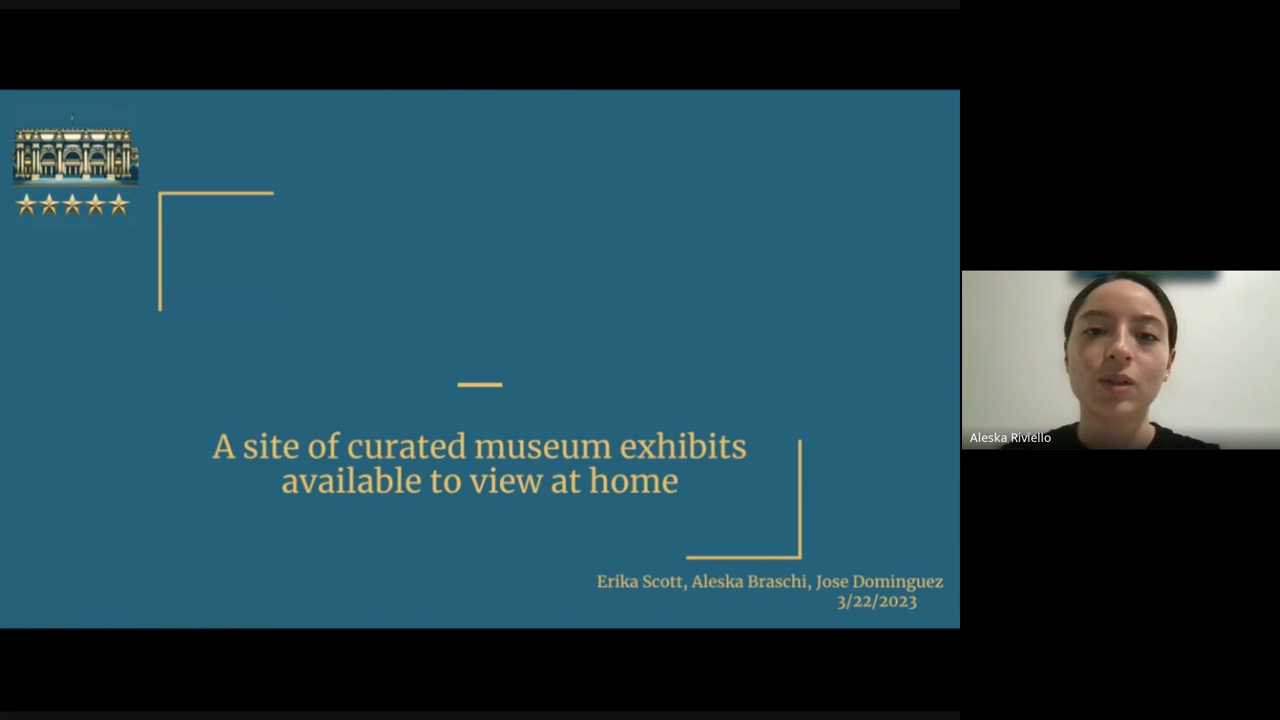 A site of curated museum exhibits
available to view at home
Erika Scott, Aleska Braschi, Jose Dominguez
3/22/2023
Aleska Riviello